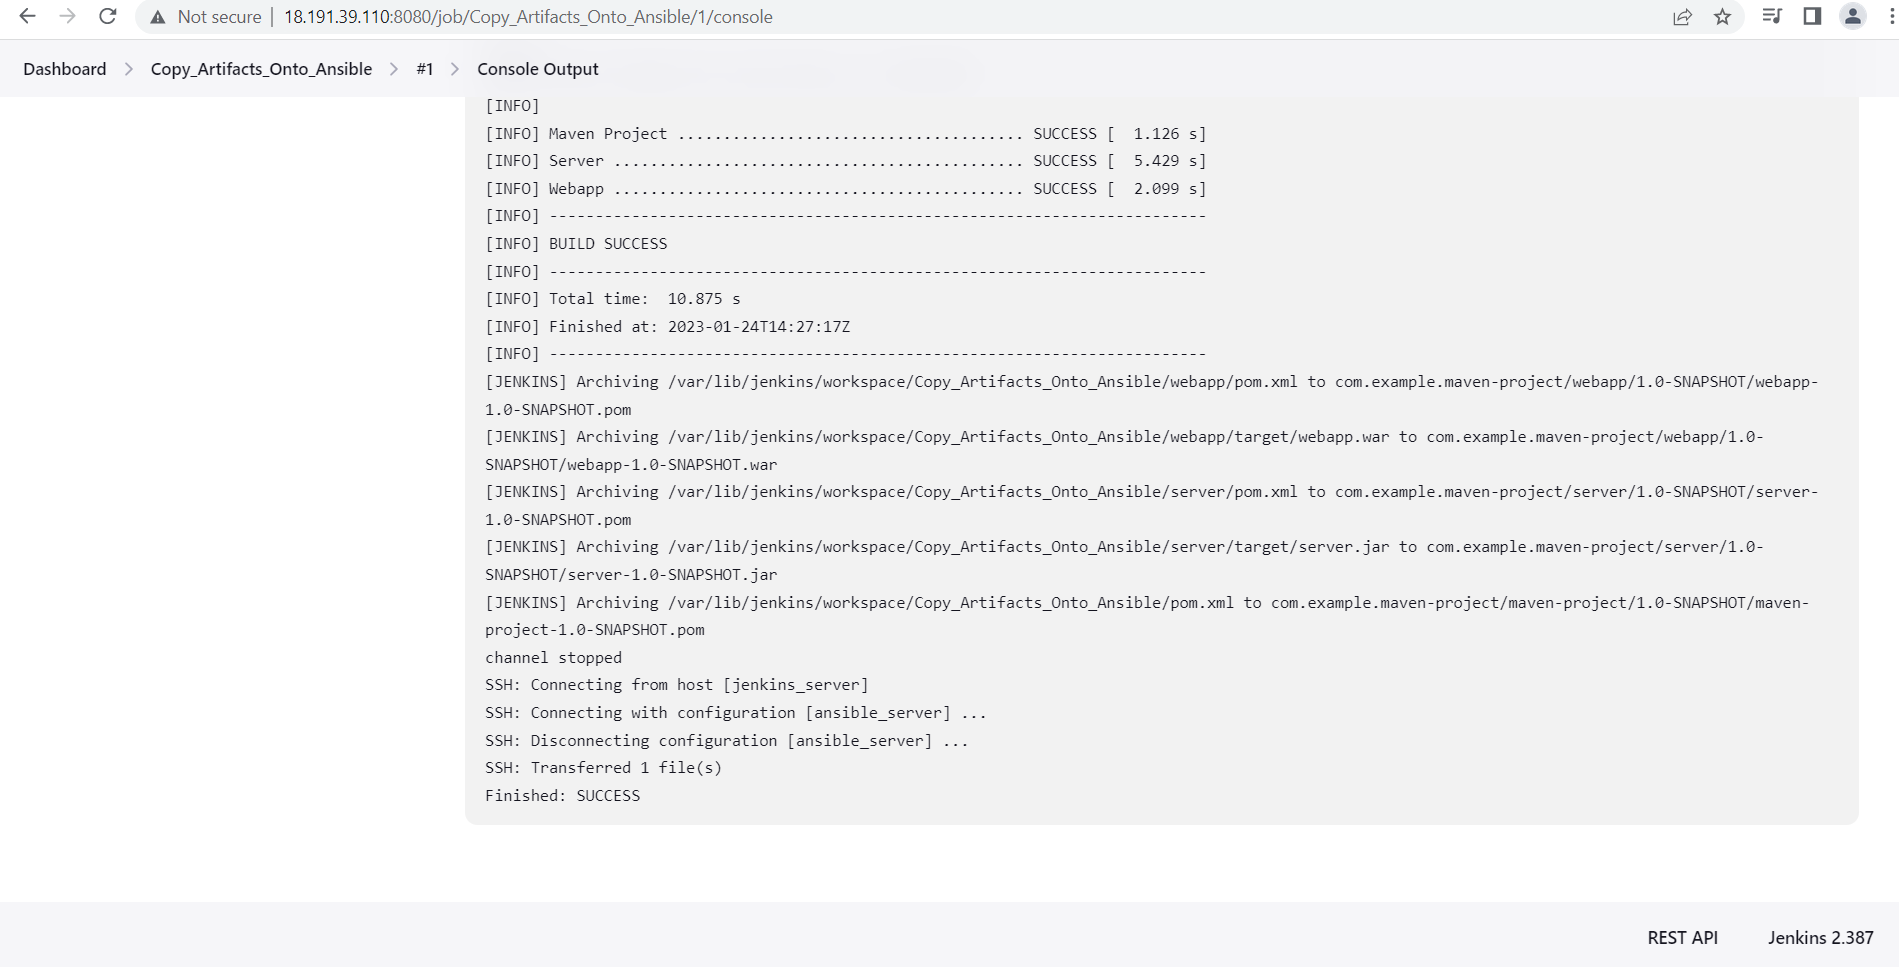 Not secure | 18.191.39.110:8080/job/Copy_Artifacts_Onto_Ansible/1/console
Dashboard > Copy_Artifacts_Onto_Ansible > #1 > Console Output
[INFO]
[INFO] Maven Project ...................................... SUCCESS [  1.126 s]
[INFO] Server ............................................. SUCCESS [  5.429 s]
[INFO] Webapp ............................................. SUCCESS [  2.099 s]
[INFO] ------------------------------------------------------------------------
[INFO] BUILD SUCCESS
[INFO] ------------------------------------------------------------------------
[INFO] Total time:  10.875 s
[INFO] Finished at: 2023-01-24T14:27:17Z
[INFO] ------------------------------------------------------------------------
[JENKINS] Archiving /var/lib/jenkins/workspace/Copy_Artifacts_Onto_Ansible/webapp/pom.xml to com.example.maven-project/webapp/1.0-SNAPSHOT/webapp-
1.0-SNAPSHOT.pom
[JENKINS] Archiving /var/lib/jenkins/workspace/Copy_Artifacts_Onto_Ansible/webapp/target/webapp.war to com.example.maven-project/webapp/1.0-
SNAPSHOT/webapp-1.0-SNAPSHOT.war
[JENKINS] Archiving /var/lib/jenkins/workspace/Copy_Artifacts_Onto_Ansible/server/pom.xml to com.example.maven-project/server/1.0-SNAPSHOT/server-
1.0-SNAPSHOT.pom
[JENKINS] Archiving /var/lib/jenkins/workspace/Copy_Artifacts_Onto_Ansible/server/target/server.jar to com.example.maven-project/server/1.0-
SNAPSHOT/server-1.0-SNAPSHOT.jar
[JENKINS] Archiving /var/lib/jenkins/workspace/Copy_Artifacts_Onto_Ansible/pom.xml to com.example.maven-project/maven-project/1.0-SNAPSHOT/maven-
project-1.0-SNAPSHOT.pom
channel stopped
SSH: Connecting from host [jenkins_server]
SSH: Connecting with configuration [ansible_server] ...
SSH: Disconnecting configuration [ansible_server] ...
SSH: Transferred 1 file(s)
Finished: SUCCESS
REST API Jenkins 2.387